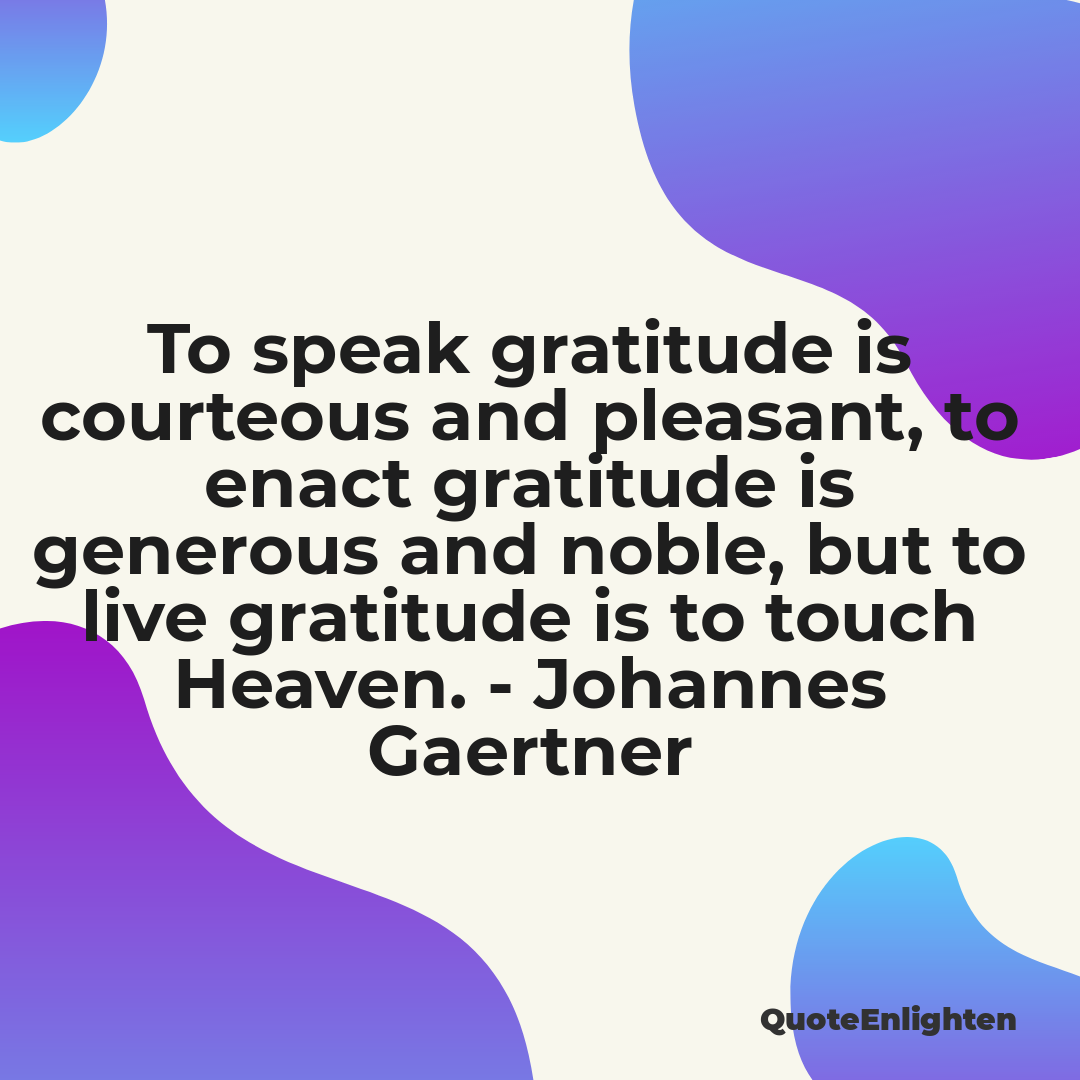 To speak gratitude is
courteous and pleasant, to
enact gratitude is
generous and noble, but to
live gratitude is to touch
Heaven. - Johannes
Gaertner
QuoteEnlighten